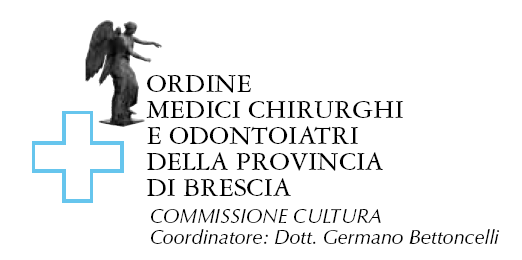 ORDINE
MEDICI CHIRURGHI
E ODONTOIATRI
DELLA PROVINCIA
DI BRESCIA
COMMISSIONE CULTURA
Coordinatore: Dott. Germano Bettoncelli